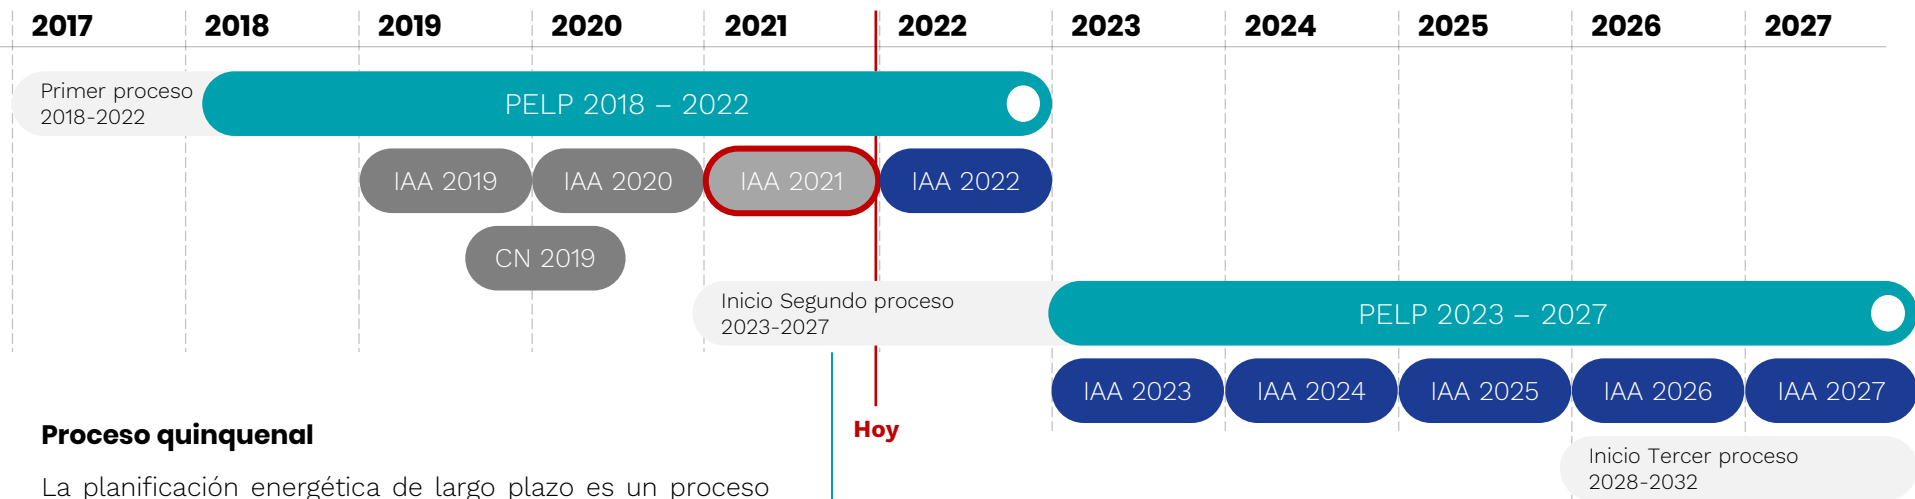 2017 2018 2019 2020 2021 2022 2023 2024 2025 2026 2027
Primer proceso
2018-2022
PELP 2018 – 2022
IAA 2019 IAA 2020 IAA 2021 IAA 2022
CN 2019
Inicio Segundo proceso
2023-2027
PELP 2023 – 2027
IAA 2023 IAA 2024 IAA 2025 IAA 2026 IAA 2027
Hoy
Inicio Tercer proceso
2028-2032
Proceso quinquenal
La planificación energética de largo plazo es un proceso